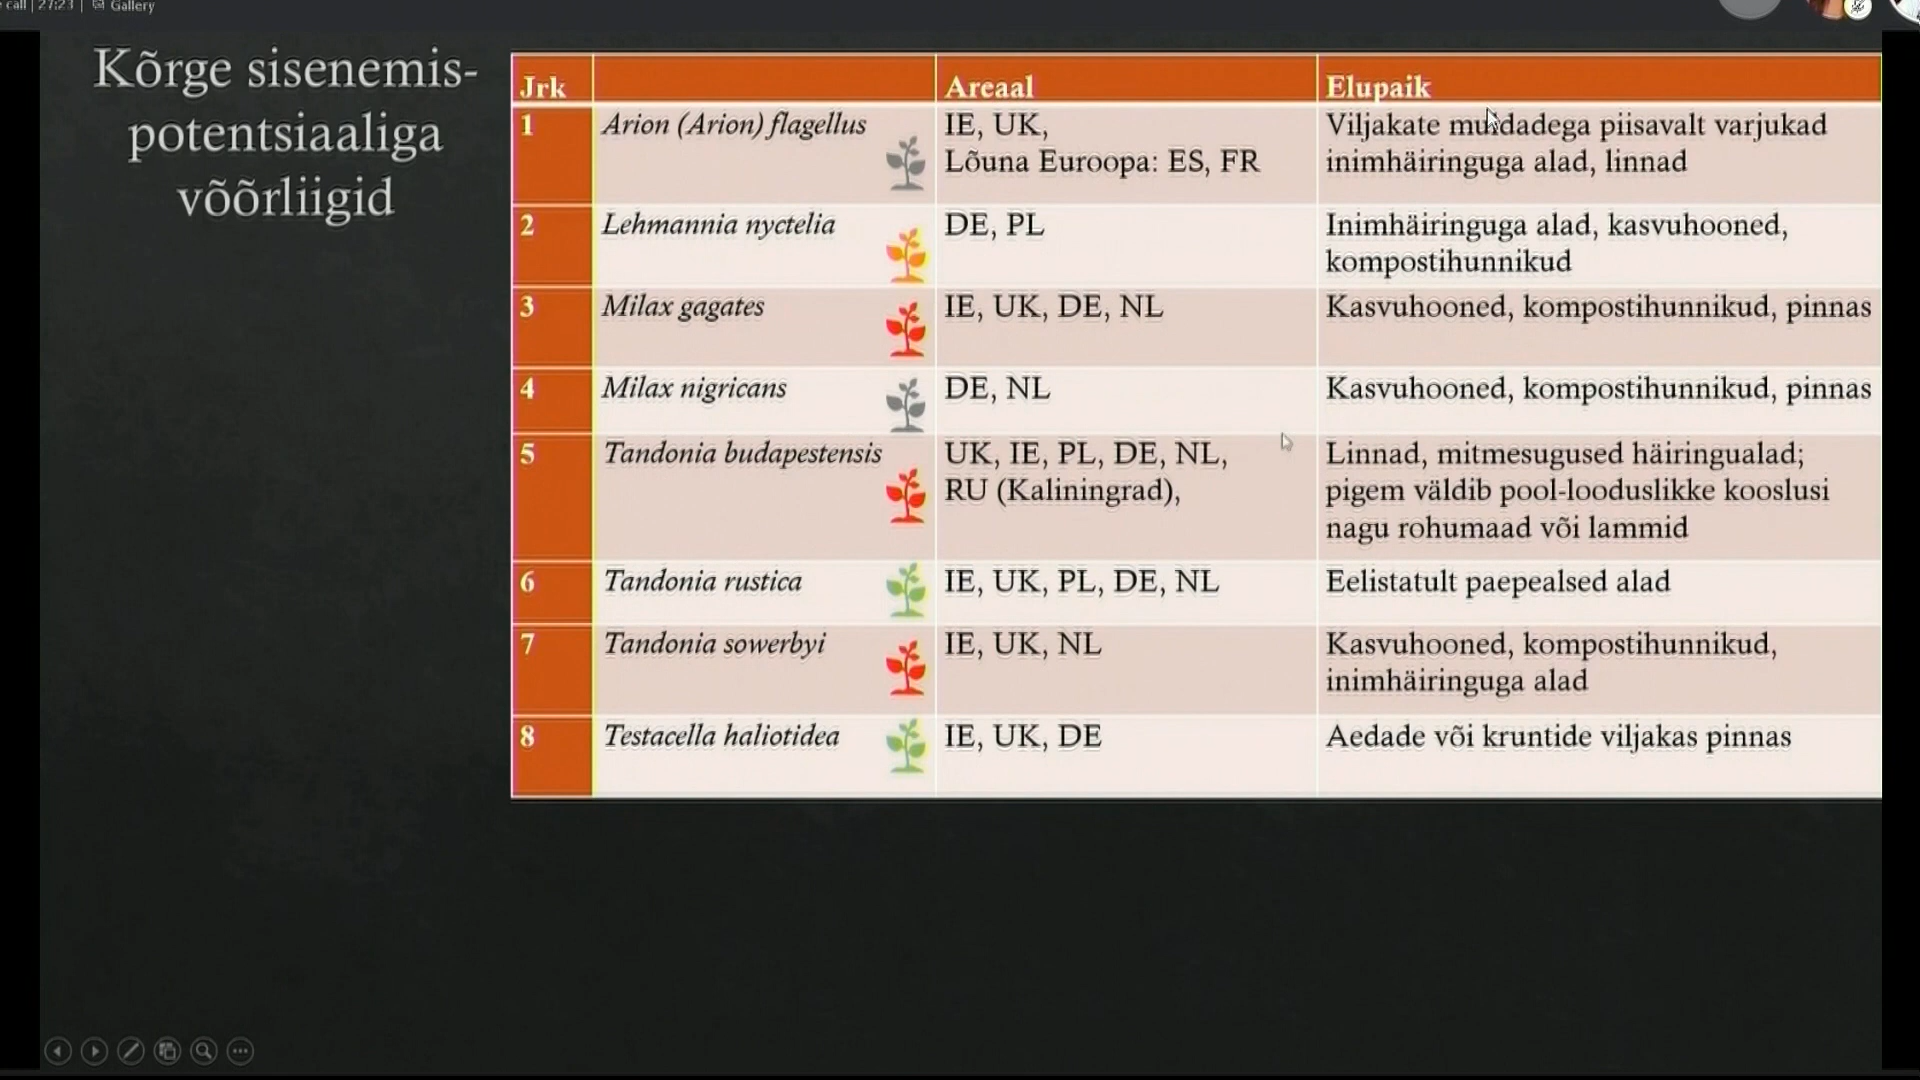 call | 27:23 | Gallery
Kõrge sisenemis-
potentsiaaliga
võõrliigid
Jrk Areaal Elupaik
1 Arion (Arion) flagellus IE, UK, Viljakate muldadega piisavalt varjukad
Lõuna Euroopa: ES, FR inimhäiringuga alad, linnad
2 Lehmannia nyctelia DE, PL Inimhäiringuga alad, kasvuhooned,
kompostihunnikud
3 Milax gagates IE, UK, DE, NL Kasvuhooned, kompostihunnikud, pinnas
4 Milax nigricans DE, NL Kasvuhooned, kompostihunnikud, pinnas
5 Tandonia budapestensis UK, IE, PL, DE, NL, Linnad, mitmesugused häiringualad;
RU (Kaliningrad), pigem väldib pool-looduslikke kooslusi
nagu rohumaad või lammid
6 Tandonia rustica IE, UK, PL, DE, NL Eelistatult paepealsed alad
7 Tandonia sowerbyi IE, UK, NL Kasvuhooned, kompostihunnikud,
inimhäiringuga alad
8 Testacella haliotidea IE, UK, DE Aedade või kruntide viljakas pinnas